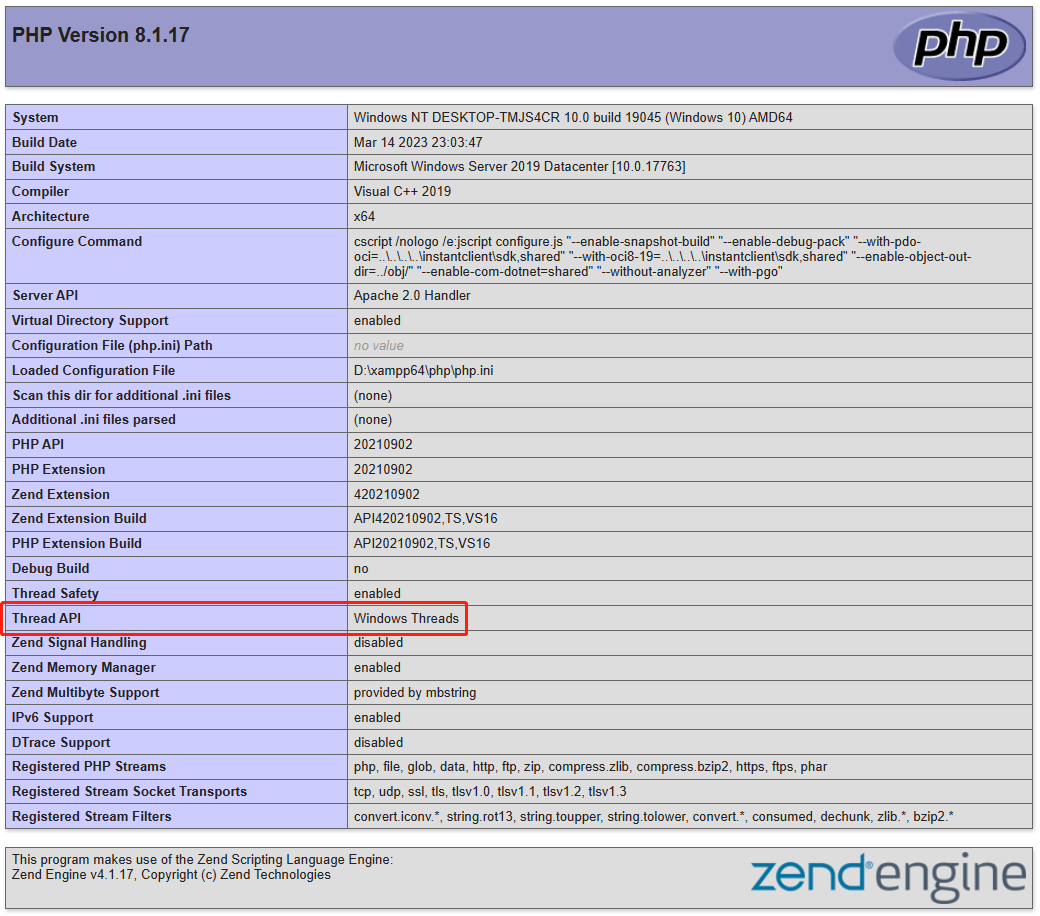 PHP Version 8.1.17
php
System Windows NT DESKTOP-TMJS4CR 10.0 build 19045 (Windows 10) AMD64
Build Date Mar 14 2023 23:03:47
Build System Microsoft Windows Server 2019 Datacenter [10.0.17763]
Compiler Visual C++ 2019
Architecture x64
Configure Command cscript /nologo /e:jscript configure.js "--enable-snapshot-build" "--enable-debug-pack" "--with-pdo-
oci=..\..\..\..\instantclient\sdk,shared" "--with-oci8-19=..\..\..\..\instantclient\sdk,shared" "--enable-object-out-
dir=../obj/" "--enable-com-dotnet=shared" "--without-analyzer" "--with-pgo"
Server API Apache 2.0 Handler
Virtual Directory Support enabled
Configuration File (php.ini) Path no value
Loaded Configuration File D:\xampp64\php\php.ini
Scan this dir for additional .ini files (none)
Additional .ini files parsed (none)
PHP API 20210902
PHP Extension 20210902
Zend Extension 420210902
Zend Extension Build API420210902,TS,VS16
PHP Extension Build API20210902,TS,VS16
Debug Build no
Thread Safety enabled
Thread API Windows Threads
Zend Signal Handling disabled
Zend Memory Manager enabled
Zend Multibyte Support provided by mbstring
IPv6 Support enabled
DTrace Support disabled
Registered PHP Streams php, file, glob, data, http, ftp, zip, compress.zlib, compress.bzip2, https, ftps, phar
Registered Stream Socket Transports tcp, udp, ssl, tls, tlsv1.0, tlsv1.1, tlsv1.2, tlsv1.3
Registered Stream Filters convert.iconv.*, string.rot13, string.toupper, string.tolower, convert.*, consumed, dechunk, zlib.*, bzip2.*
This program makes use of the Zend Scripting Language Engine:
Zend Engine v4.1.17, Copyright (c) Zend Technologies
zend®engine